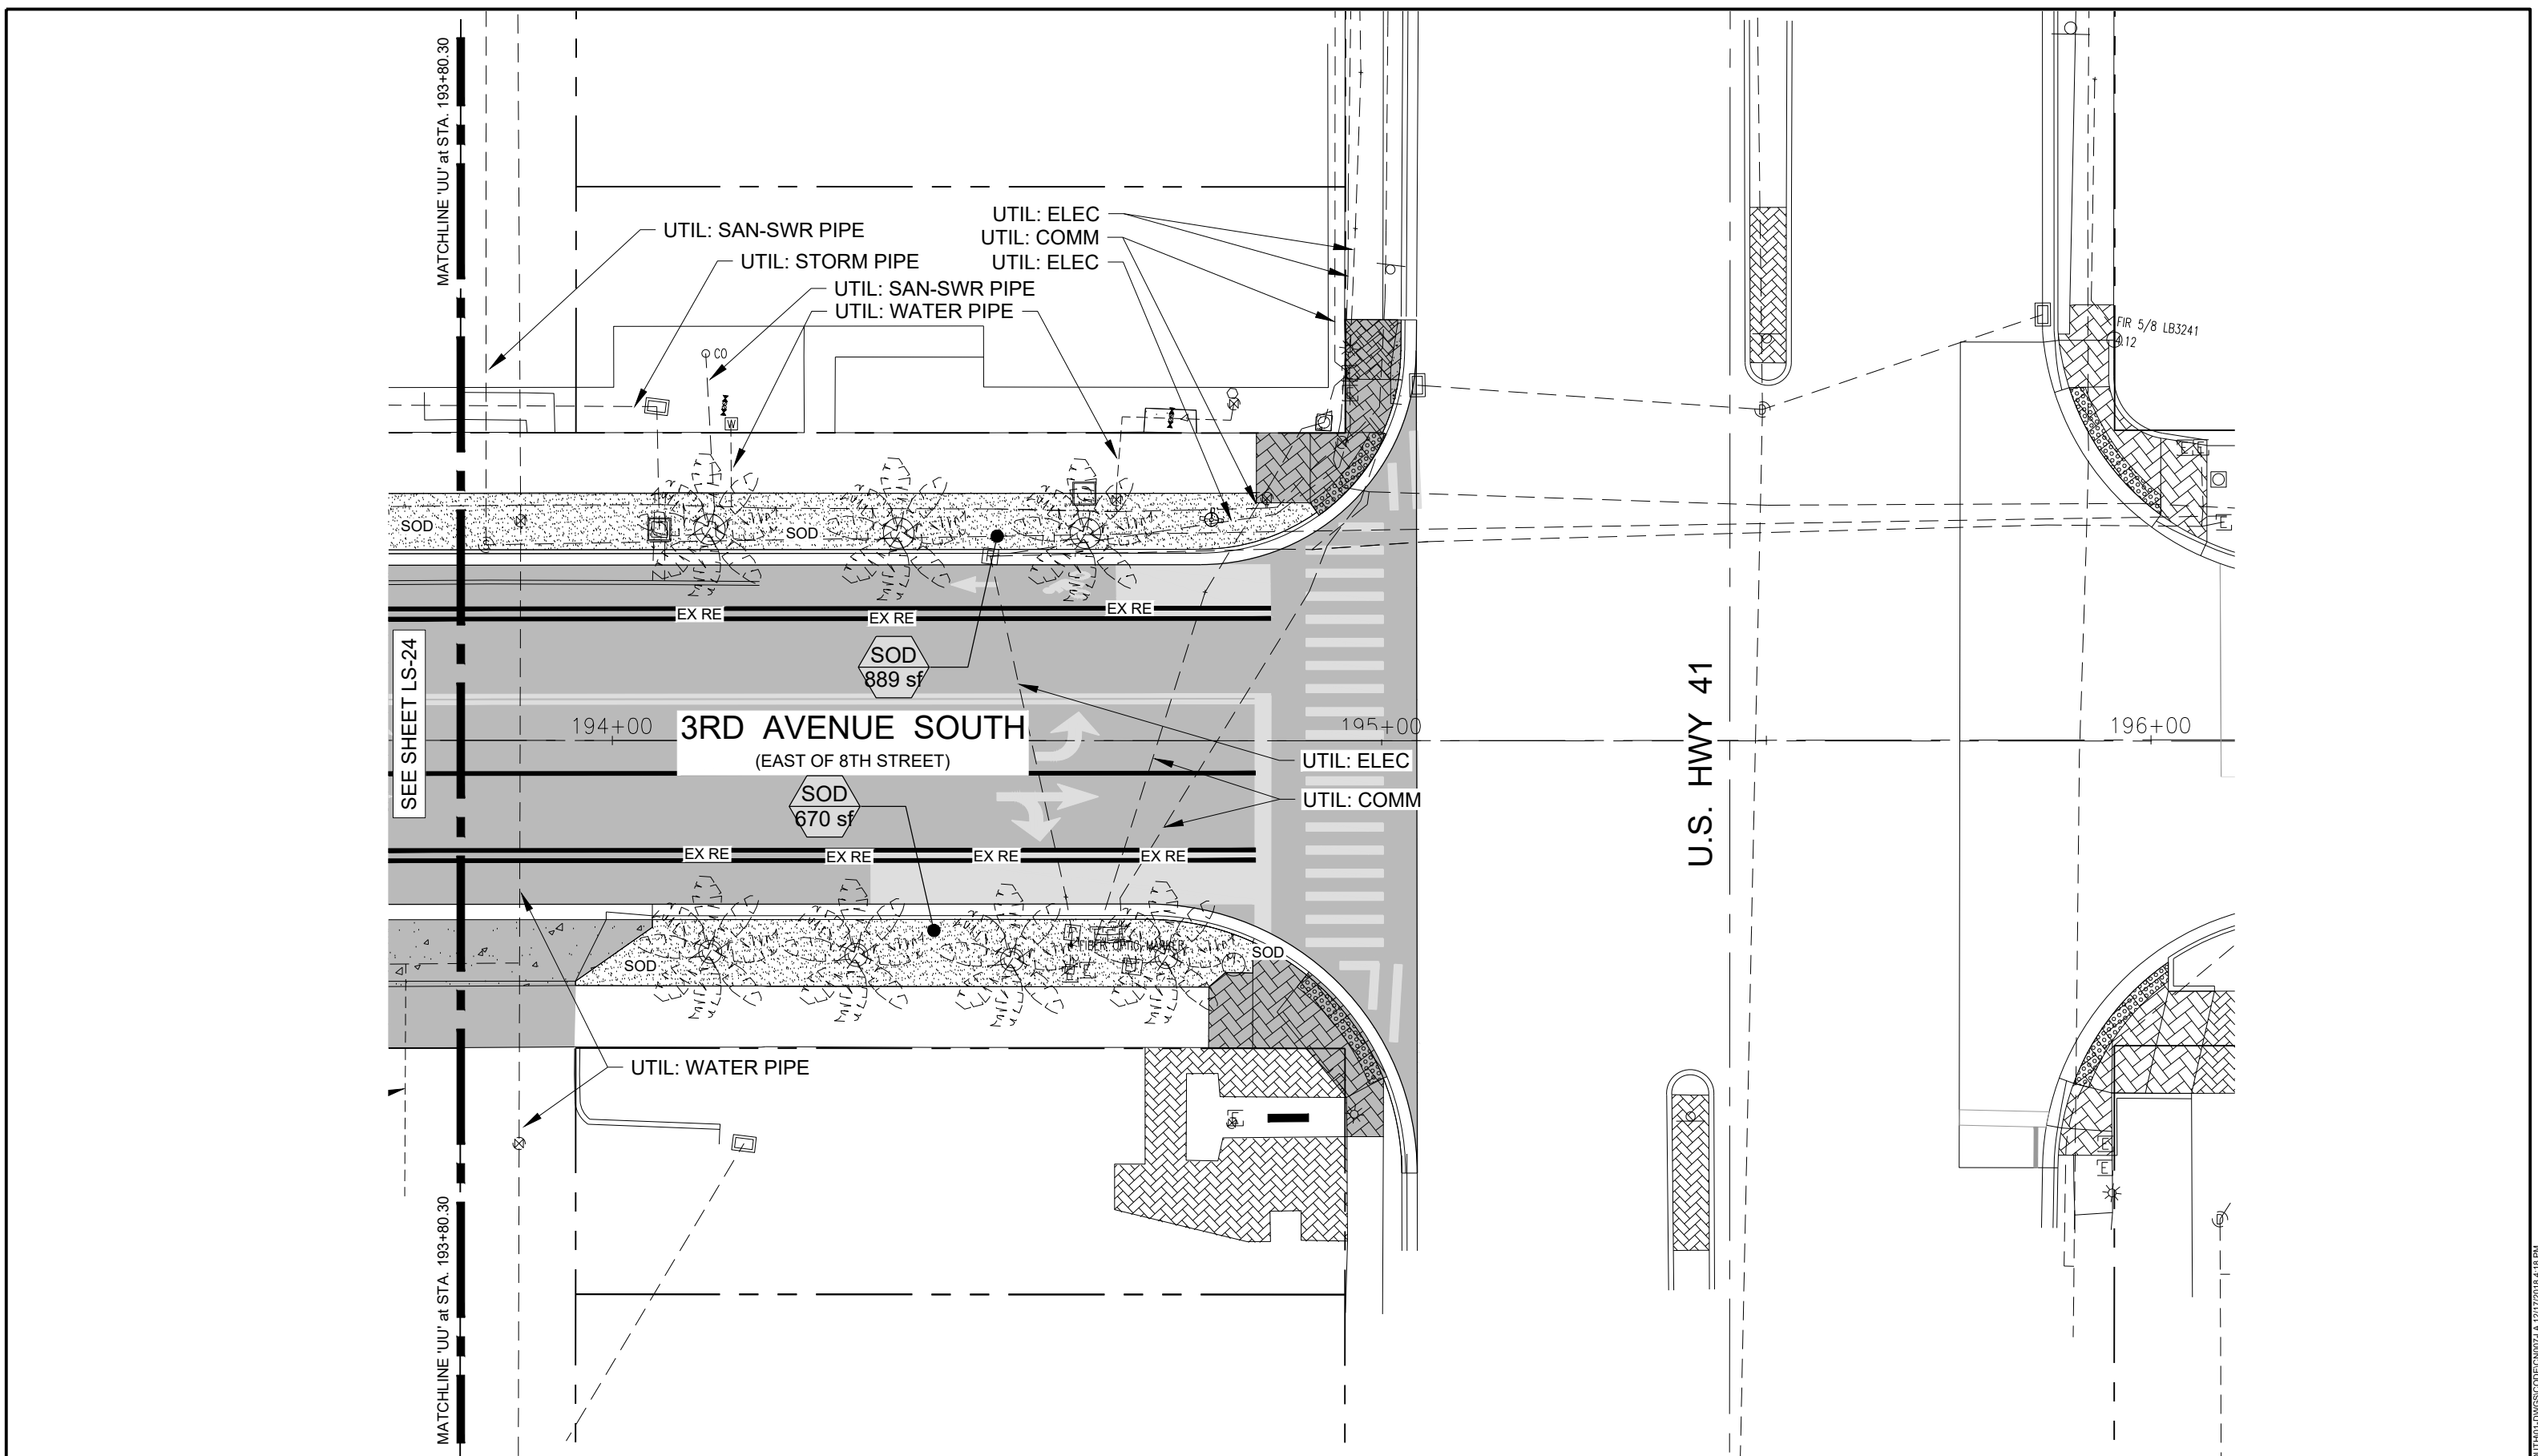 MATCHLINE 'UU' at STA. 193+80.30
UTIL: SAN-SWR PIPE
UTIL: STORM PIPE
UTIL: SAN-SWR PIPE
UTIL: WATER PIPE
UTIL: ELEC
UTIL: COMM
UTIL: ELEC
CO
W
FIR 5/8 LB3241
4.12
SOD
SOD
E
EX RE
EX RE
EX RE
SOD
889 sf
SEE SHEET LS-24
194+00
3RD AVENUE SOUTH
(EAST OF 8TH STREET)
195+00
U.S. HWY 41
196+00
UTIL: ELEC
UTIL: COMM
SOD
670 sf
EX RE
EX RE
EX RE
EX RE
FIBER OPTIC MARKER
SOD
SOD
UTIL: WATER PIPE
E
E
E
MATCHLINE 'UU' at STA. 193+80.30